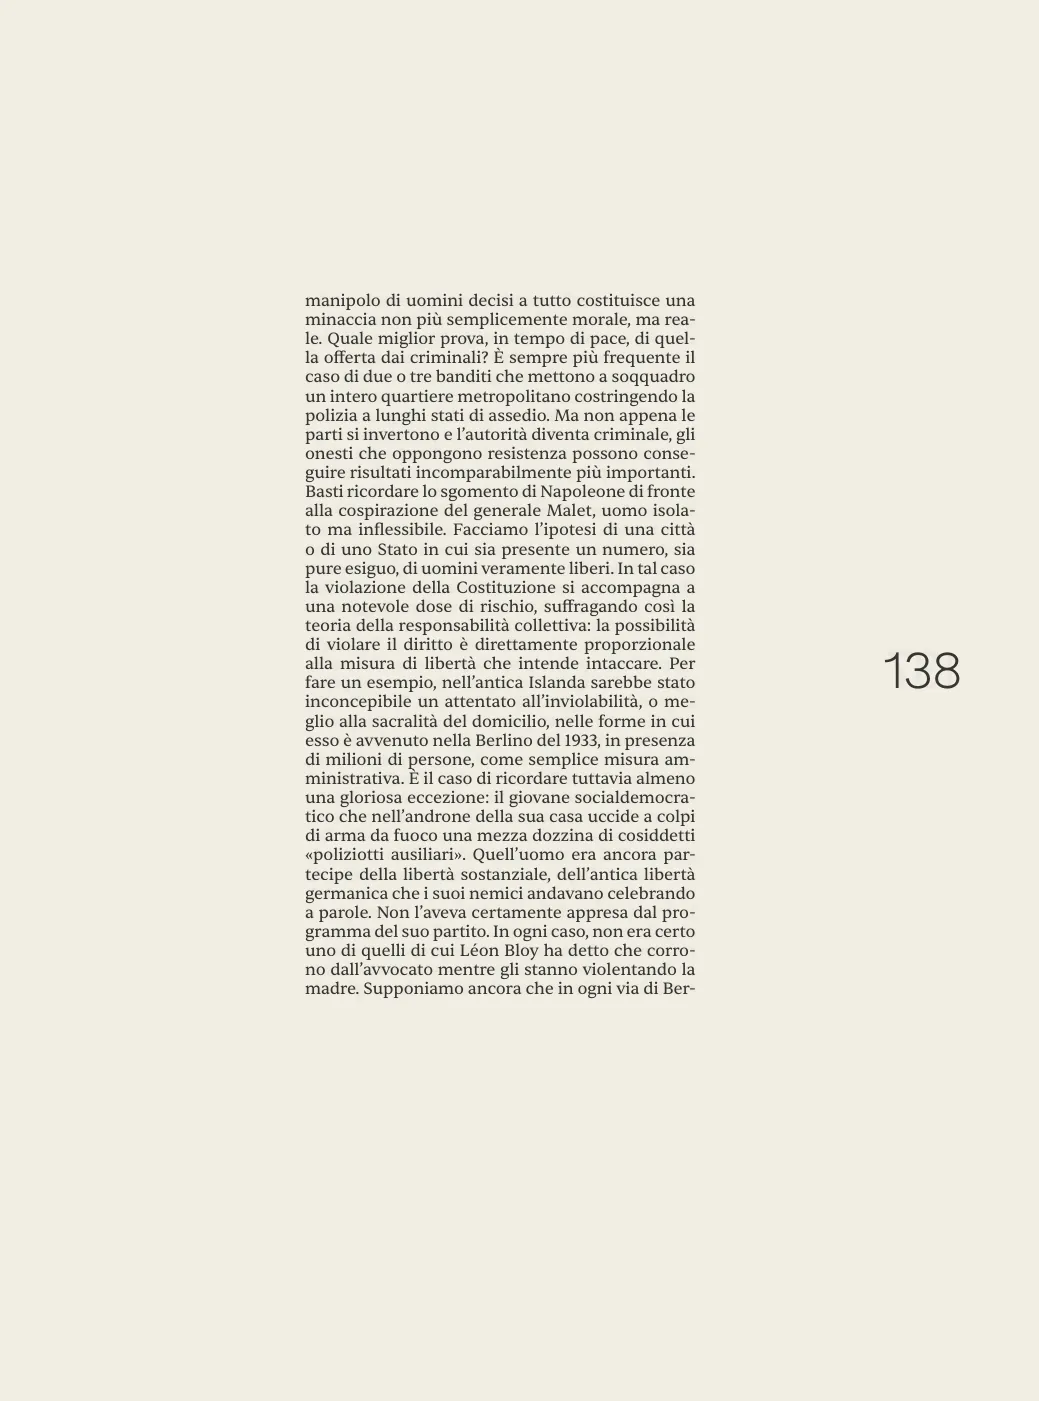 manipolo di uomini decisi a tutto costituisce una
minaccia non più semplicemente morale, ma rea-
le. Quale miglior prova, in tempo di pace, di quel-
la offerta dai criminali? È sempre più frequente il
caso di due o tre banditi che mettono a soqquadro
un intero quartiere metropolitano costringendo la
polizia a lunghi stati di assedio. Ma non appena le
parti si invertono e l’autorità diventa criminale, gli
onesti che oppongono resistenza possono conse-
guire risultati incomparabilmente più importanti.
Basti ricordare lo sgomento di Napoleone di fronte
alla cospirazione del generale Malet, uomo isola-
to ma inflessibile. Facciamo l’ipotesi di una città
o di uno Stato in cui sia presente un numero, sia
pure esiguo, di uomini veramente liberi. In tal caso
la violazione della Costituzione si accompagna a
una notevole dose di rischio, suffragando così la
teoria della responsabilità collettiva: la possibilità
di violare il diritto è direttamente proporzionale
alla misura di libertà che intende intaccare. Per
fare un esempio, nell’antica Islanda sarebbe stato
inconcepibile un attentato all’inviolabilità, o me-
glio alla sacralità del domicilio, nelle forme in cui
esso è avvenuto nella Berlino del 1933, in presenza
di milioni di persone, come semplice misura am-
ministrativa. È il caso di ricordare tuttavia almeno
una gloriosa eccezione: il giovane socialdemocra-
tico che nell’androne della sua casa uccide a colpi
di arma da fuoco una mezza dozzina di cosiddetti
«poliziotti ausiliari». Quell’uomo era ancora par-
tecipe della libertà sostanziale, dell’antica libertà
germanica che i suoi nemici andavano celebrando
a parole. Non l’aveva certamente appresa dal pro-
gramma del suo partito. In ogni caso, non era certo
uno di quelli di cui Léon Bloy ha detto che corro-
no dall’avvocato mentre gli stanno violentando la
madre. Supponiamo ancora che in ogni via di Ber-
138